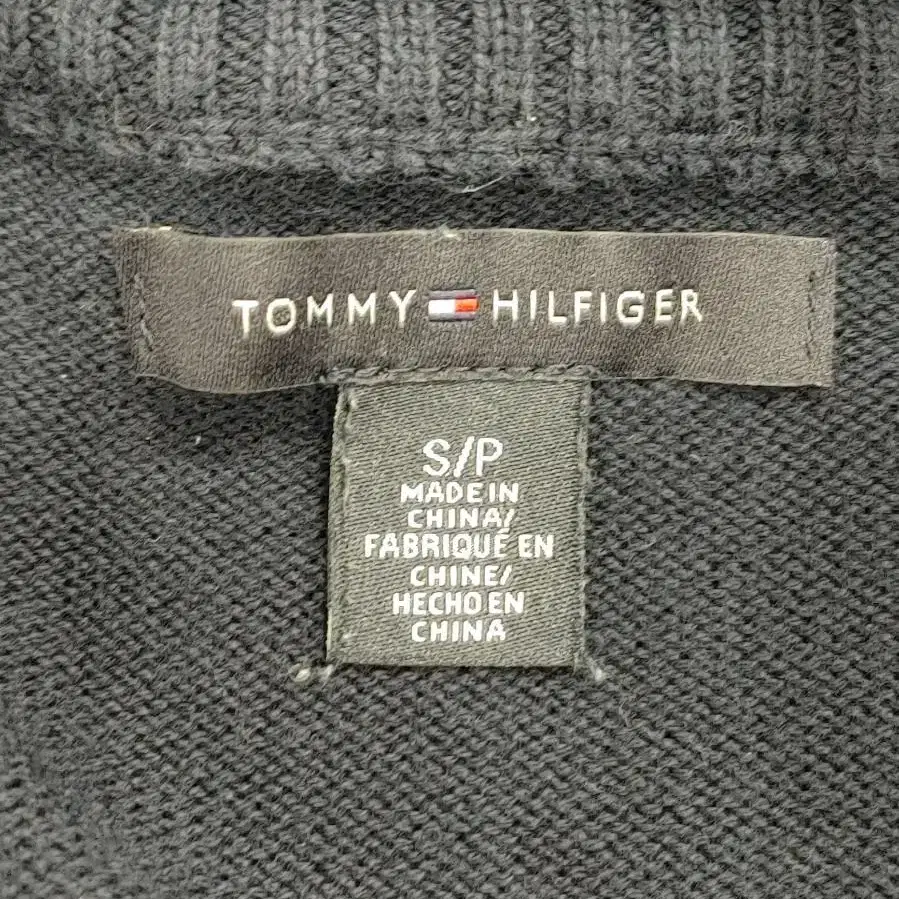 TOMMY HILFIGER
S/P
MADE IN
CHINA/
FABRIQUÉ EN
CHINE/
HECHO EN
CHINA